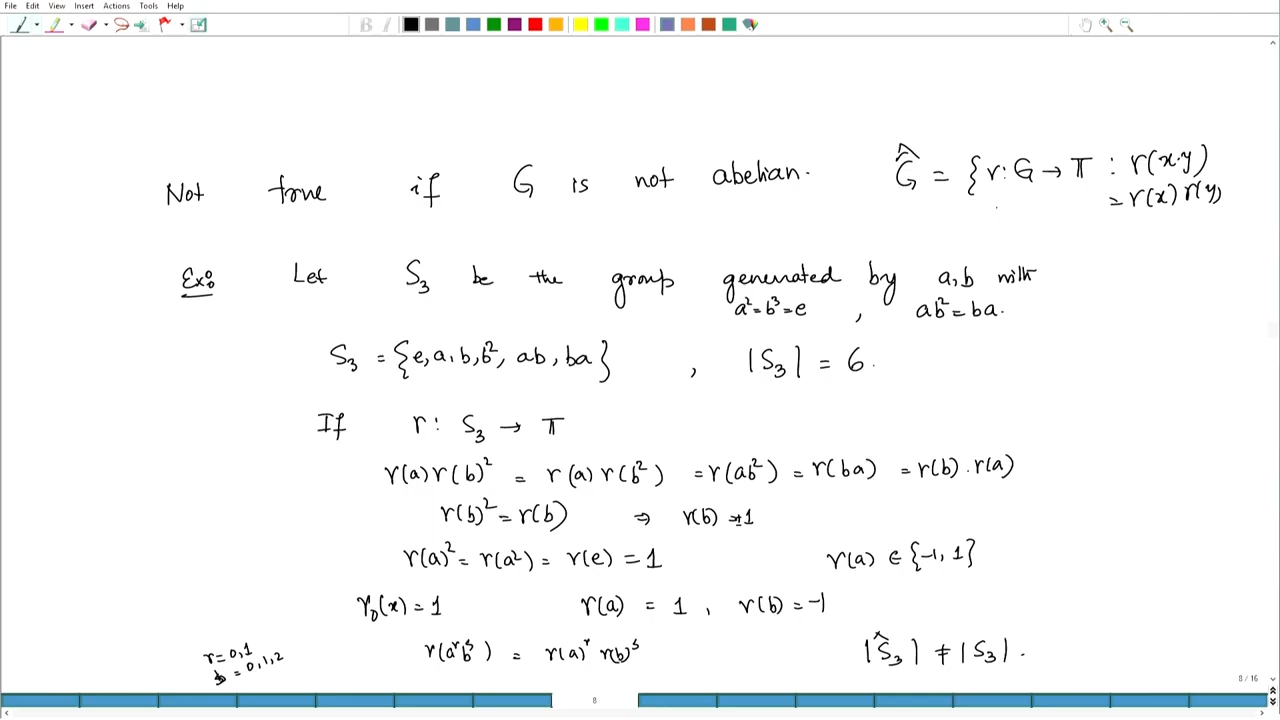 File Edit View Insert Actions Tools Help
Not true if G is not abelian. Ĝ = {r: G → 𝕋 : r(x.y)
= r(x) r(y)
Ex: Let S₃ be the group generated by a,b with
a² = b³ = e , ab² = ba.
S₃ = {e, a, b, b², ab, ba} , |S₃| = 6.
If r: S₃ → 𝕋
r(a) r(b)² = r(a) r(b²) = r(ab²) = r(ba) = r(b).r(a)
r(b)² = r(b) ⇒ r(b) = 1
r(a)² = r(a²) = r(e) = 1 r(a) ∈ {-1, 1}
r₀(x) = 1 r(a) = 1, r(b) = -1
r = 0,1 r(aʳbˢ) = r(a)ʳ r(b)ˢ |Ŝ₃| ≠ |S₃|.
s = 0,1,2
8 / 16
8